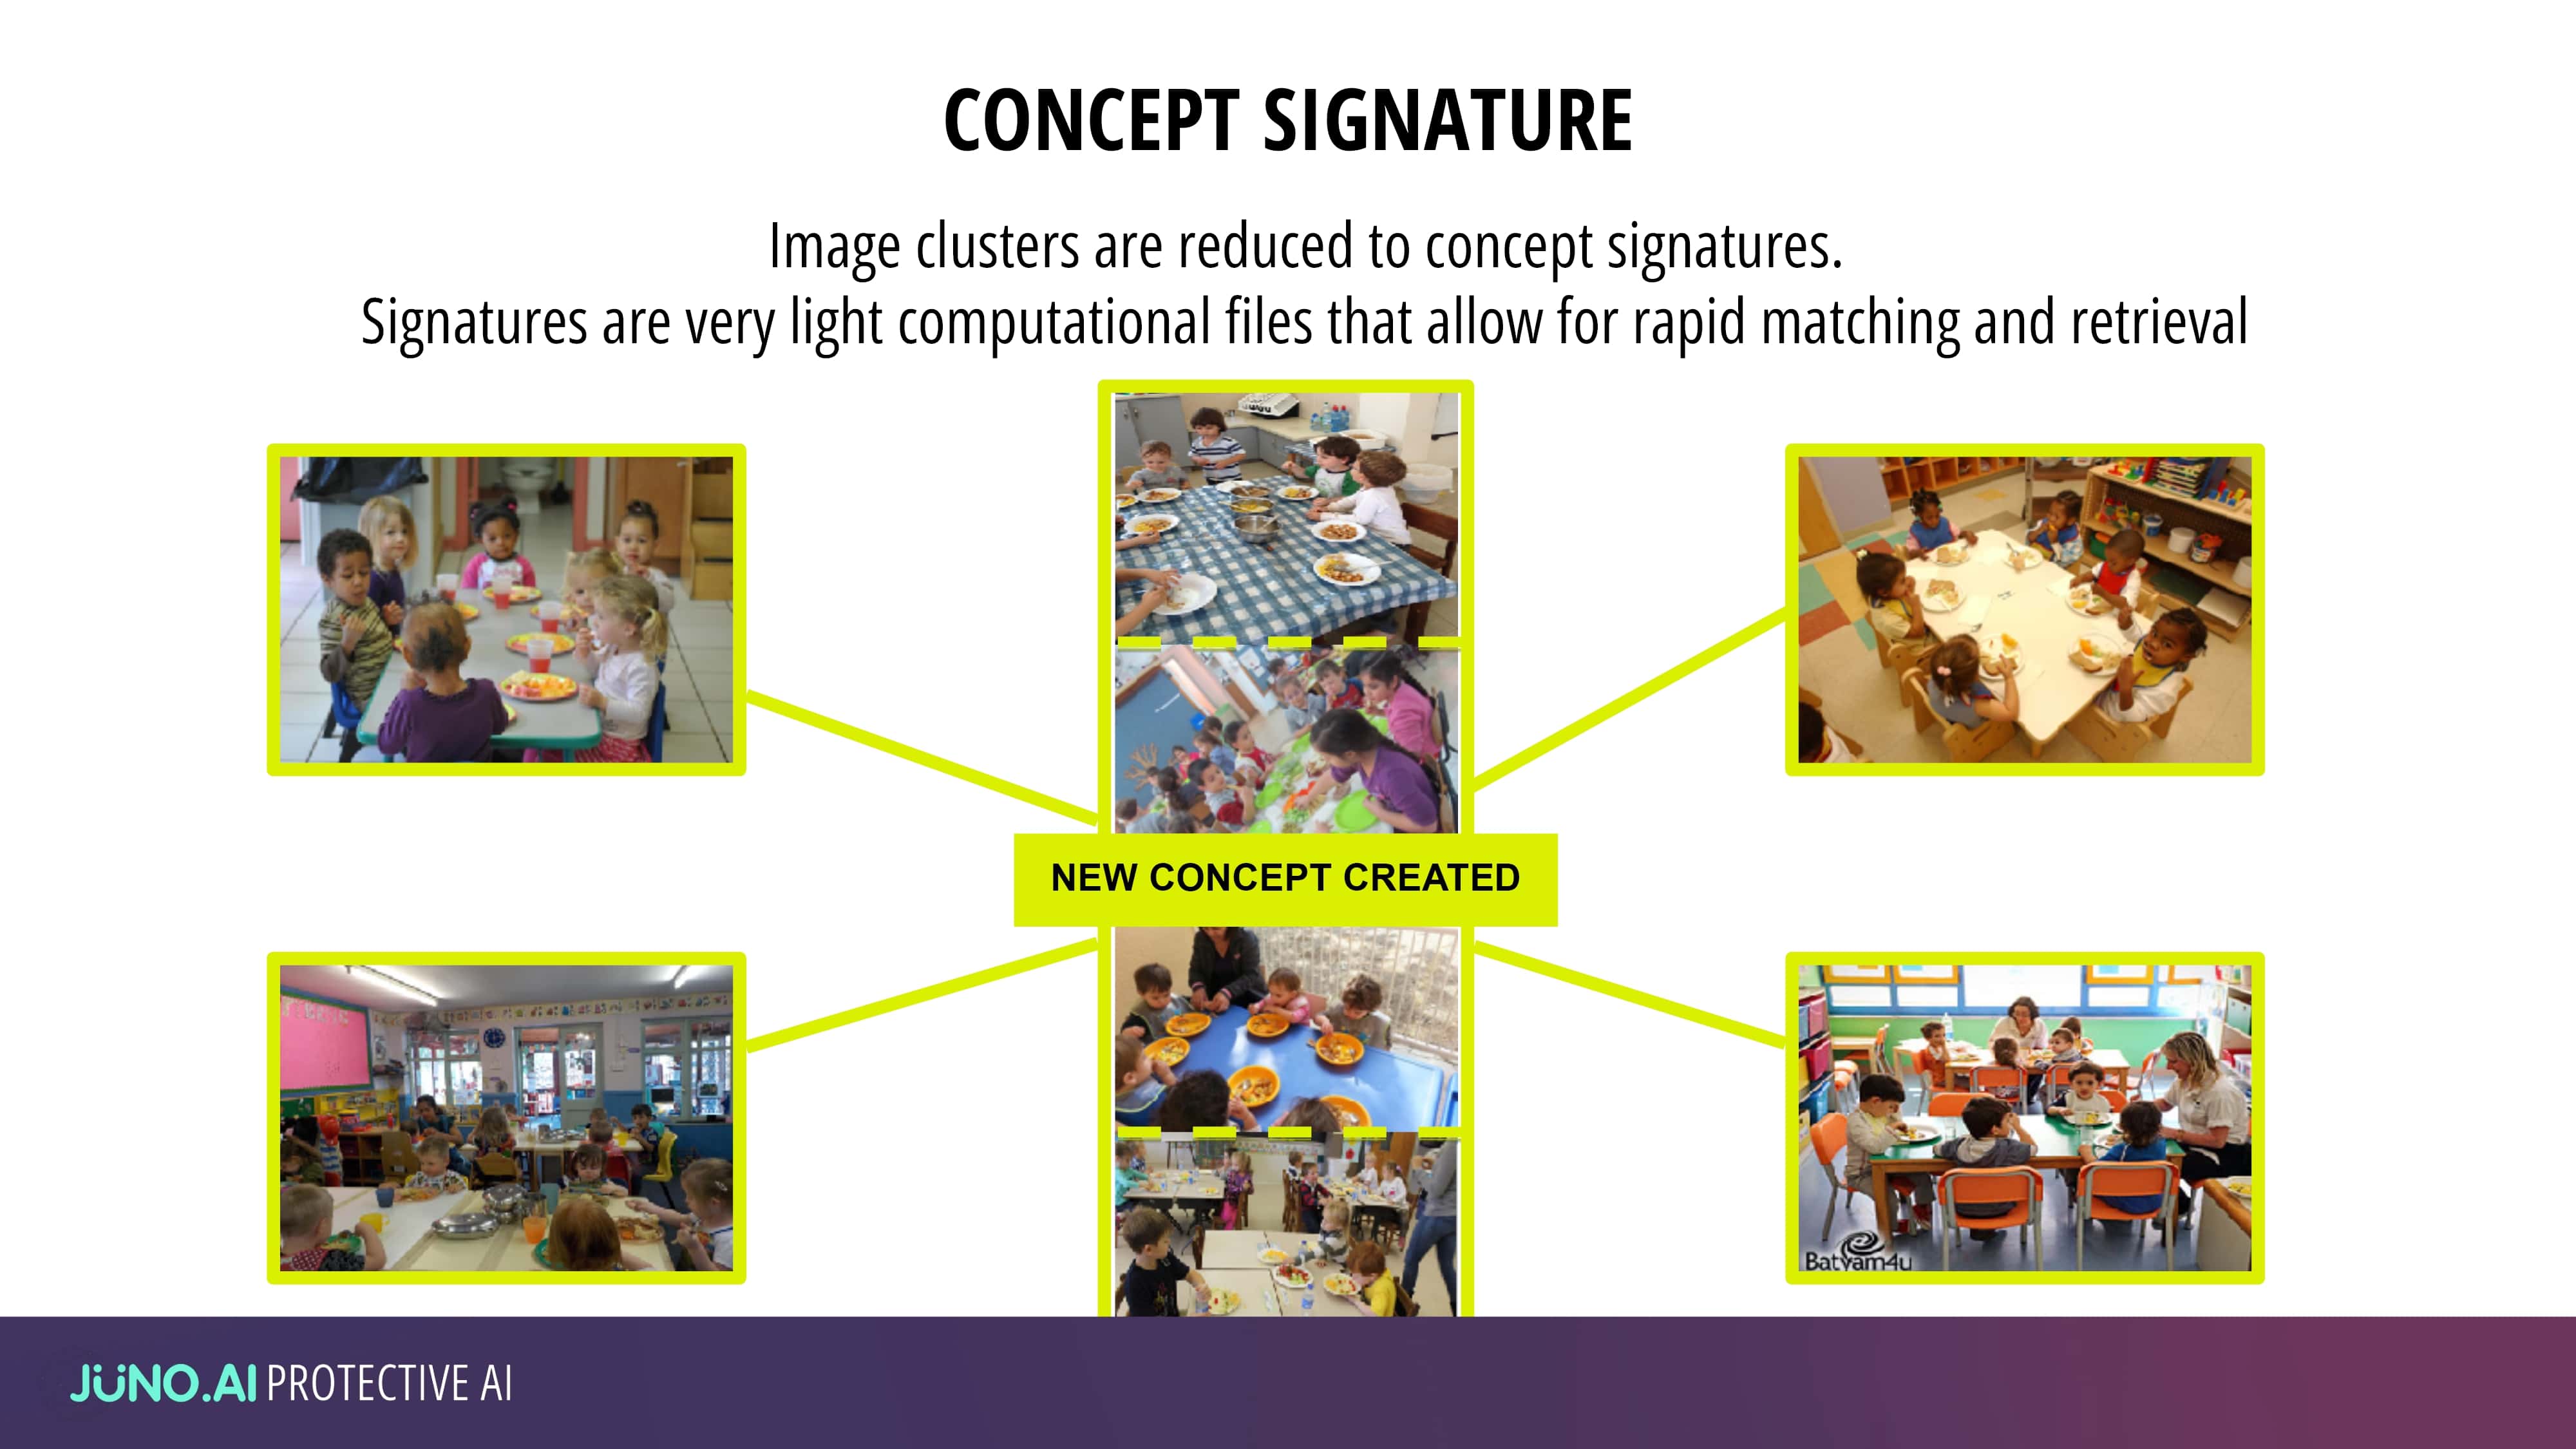 CONCEPT SIGNATURE
Image clusters are reduced to concept signatures.
Signatures are very light computational files that allow for rapid matching and retrieval
NEW CONCEPT CREATED
Batyam4u
JÜNO.AI PROTECTIVE AI